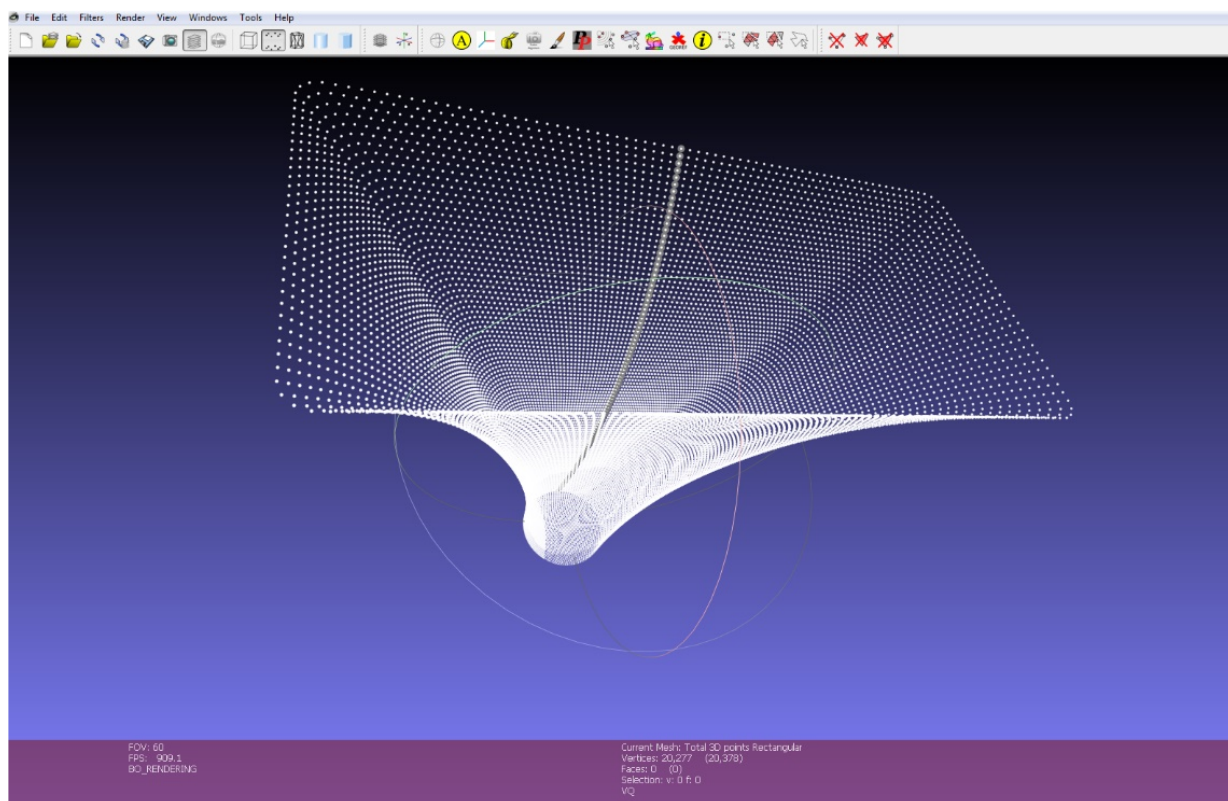 File Edit Filters Render View Windows Tools Help
A
i
FOV: 60
FPS: 909.1
BO_RENDERING
Current Mesh: Total 3D points Rectangular
Vertices: 20,277 (20,378)
Faces: 0 (0)
Selection: v: 0 f: 0
VQ